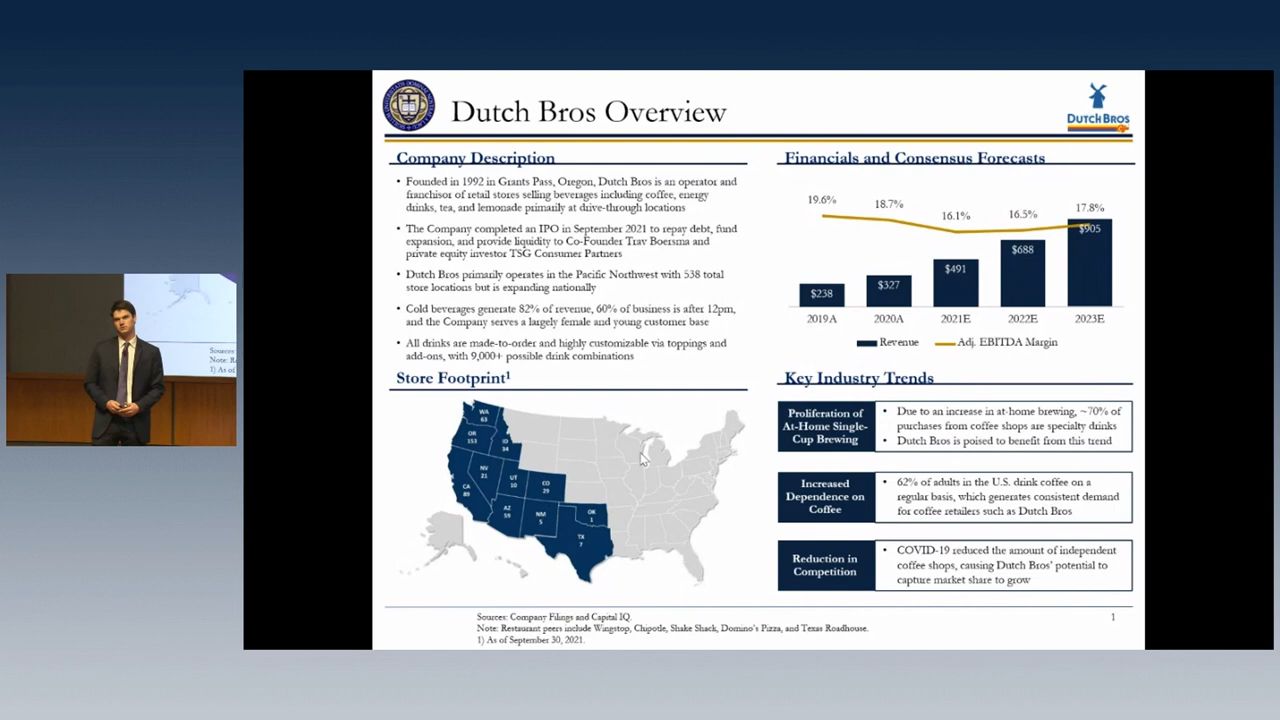 Dutch Bros Overview
DUTCH BROS
Company Description
• Founded in 1992 in Grants Pass, Oregon, Dutch Bros is an operator and
franchisor of retail stores selling beverages including coffee, energy
drinks, tea, and lemonade primarily at drive-through locations
• The Company completed an IPO in September 2021 to repay debt, fund
expansion, and provide liquidity to Co-Founder Trav Boersma and
private equity investor TSG Consumer Partners
• Dutch Bros primarily operates in the Pacific Northwest with 538 total
store locations but is expanding nationally
• Cold beverages generate 82% of revenue, 60% of business is after 12pm,
and the Company serves a largely female and young customer base
• All drinks are made-to-order and highly customizable via toppings and
add-ons, with 9,000+ possible drink combinations
Financials and Consensus Forecasts
19.6%
18.7%
16.1%
16.5%
17.8%
$238
$327
$491
$688
$905
2019A
2020A
2021E
2022E
2023E
Revenue
Adj. EBITDA Margin
Store Footprint¹
WA
63
OR
153
ID
34
NV
21
UT
10
CO
29
CA
AZ
59
NM
5
OK
1
TX
7
Key Industry Trends
Proliferation of
At-Home Single-
Cup Brewing
• Due to an increase in at-home brewing, ~70% of
purchases from coffee shops are specialty drinks
• Dutch Bros is poised to benefit from this trend
Increased
Dependence on
Coffee
• 62% of adults in the U.S. drink coffee on a
regular basis, which generates consistent demand
for coffee retailers such as Dutch Bros
Reduction in
Competition
• COVID-19 reduced the amount of independent
coffee shops, causing Dutch Bros' potential to
capture market share to grow
Sources: Company Filings and Capital IQ.
Note: Restaurant peers include Wingstop, Chipotle, Shake Shack, Domino's Pizza, and Texas Roadhouse.
1) As of September 30, 2021.
1
Sources
Note: R
1) As of